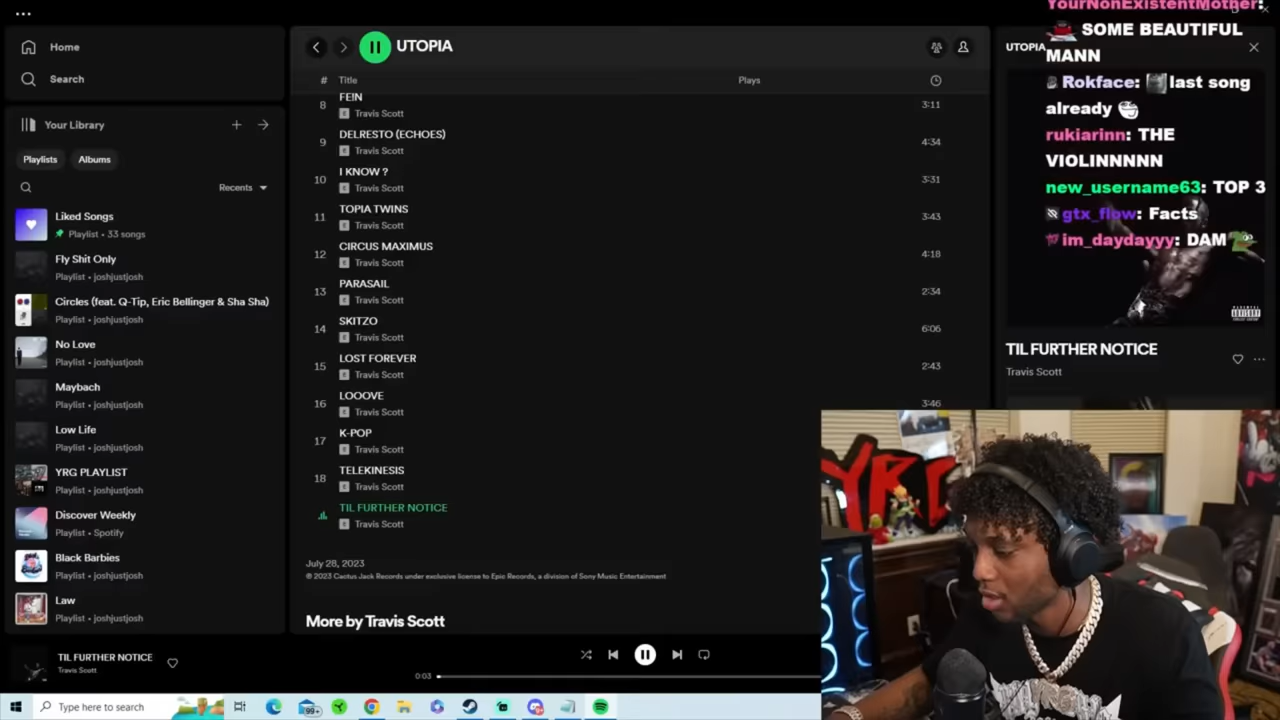 Home
Search
Your Library
Playlists
Albums
Recents
Liked Songs
Playlist • 33 songs
Fly Shit Only
Playlist • joshjustjosh
Circles (feat. Q-Tip, Eric Bellinger & Sha Sha)
Playlist • joshjustjosh
No Love
Playlist • joshjustjosh
Maybach
Playlist • joshjustjosh
Low Life
Playlist • joshjustjosh
YRG PLAYLIST
Playlist • joshjustjosh
Discover Weekly
Playlist • Spotify
Black Barbies
Playlist • joshjustjosh
Law
Playlist • joshjustjosh
UTOPIA
# Title Plays
8 FE!N 3:11
E Travis Scott
9 DELRESTO (ECHOES) 4:34
E Travis Scott
10 I KNOW ? 3:31
E Travis Scott
11 TOPIA TWINS 3:43
E Travis Scott
12 CIRCUS MAXIMUS 4:18
E Travis Scott
13 PARASAIL 2:34
E Travis Scott
14 SKITZO 6:06
E Travis Scott
15 LOST FOREVER 2:43
E Travis Scott
16 LOOOVE 3:46
E Travis Scott
17 K-POP
E Travis Scott
18 TELEKINESIS
E Travis Scott
TIL FURTHER NOTICE
E Travis Scott
July 28, 2023
℗ 2023 Cactus Jack Records under exclusive license to Epic Records, a division of Sony Music Entertainment
More by Travis Scott
UTOPIA
YourNonExistentMother:
SOME BEAUTIFUL
MANN
Rokface: last song
already
rukiarinn: THE
VIOLINNNNN
new_username63: TOP 3
gtx_flow: Facts
im_daydayyy: DAM
TIL FURTHER NOTICE
Travis Scott
YRG
TIL FURTHER NOTICE
Travis Scott
0:03
Type here to search
99+